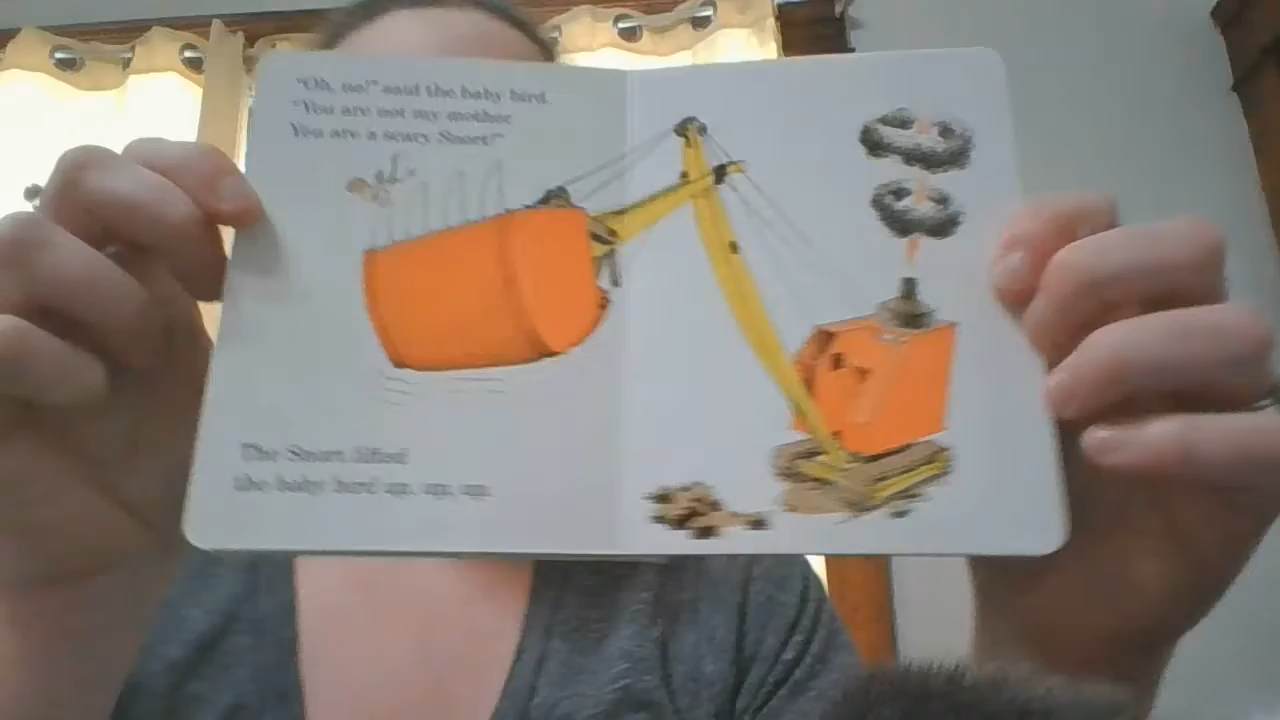 "Oh, no!" said the baby bird.
"You are not my mother.
You are a scary Snort!"
The Snort lifted
the baby bird up, up, up.